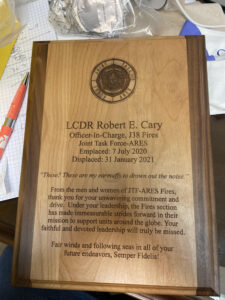 LCDR Robert E. Cary
Officer-In-Charge, J38 Fires
Joint Task Force-ARES
Emplaced: 7 July 2020
Displaced: 31 January 2021
"These? These are my earmuffs to drown out the noise."
From the men and women of JTF-ARES Fires,
thank you for your unwavering commitment and
drive. Under your leadership, the Fires section
has made immeasurable strides forward in their
mission to support units around the globe. Your
faithful and devoted leadership will truly be missed.
Fair winds and following seas in all of your
future endeavors, Semper Fidelis!